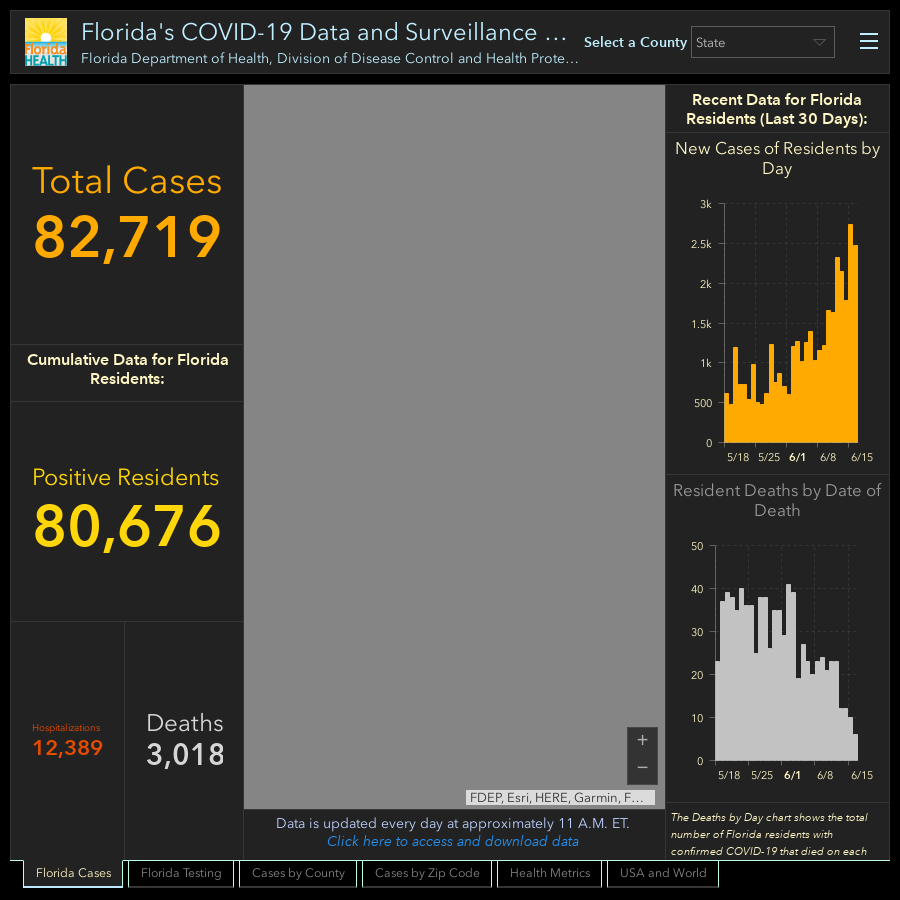 Florida
HEALTH
Florida's COVID-19 Data and Surveillance ...
Florida Department of Health, Division of Disease Control and Health Prote...
Select a County
State
Total Cases
82,719
Cumulative Data for Florida
Residents:
Positive Residents
80,676
Hospitalizations
12,389
Deaths
3,018
+
−
FDEP, Esri, HERE, Garmin, F...
Data is updated every day at approximately 11 A.M. ET.
Click here to access and download data
Recent Data for Florida
Residents (Last 30 Days):
New Cases of Residents by
Day
3k
2.5k
2k
1.5k
1k
500
0
5/18 5/25 6/1 6/8 6/15
Resident Deaths by Date of
Death
50
40
30
20
10
0
5/18 5/25 6/1 6/8 6/15
The Deaths by Day chart shows the total
number of Florida residents with
confirmed COVID-19 that died on each
Florida Cases
Florida Testing
Cases by County
Cases by Zip Code
Health Metrics
USA and World